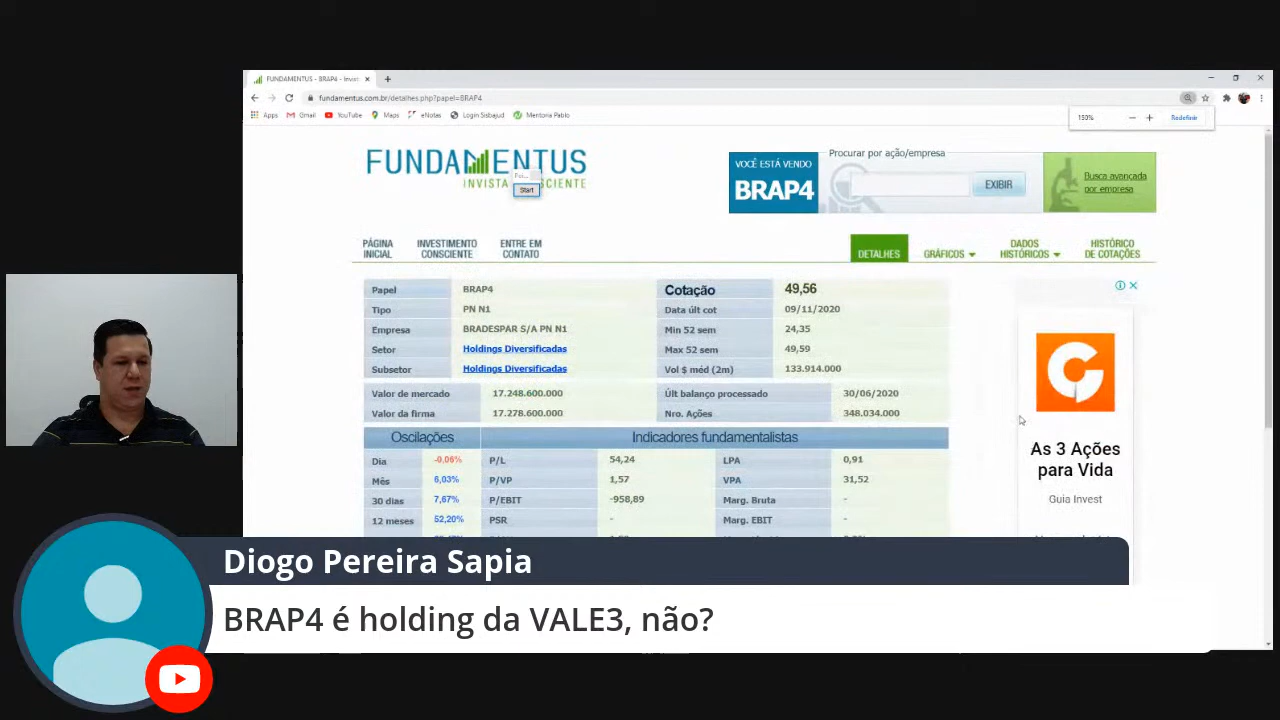 FUNDAMENTUS - BRAP4 - Invis
fundamentus.com.br/detalhes.php?papel=BRAP4
Apps Gmail YouTube Maps eNotas Login Sisbajud Mentoria Pablo
150% Redefinir
FUNDAMENTUS
INVISTA
SCIENTE
Start
VOCÊ ESTÁ VENDO
BRAP4
Procurar por ação/empresa
EXIBIR
Busca avançada
por empresa
PÁGINA
INICIAL
INVESTIMENTO
CONSCIENTE
ENTRE EM
CONTATO
DETALHES
GRÁFICOS
DADOS
HISTÓRICOS
HISTÓRICO
DE COTAÇÕES
Papel BRAP4 Cotação 49,56
Tipo PN N1 Data últ cot 09/11/2020
Empresa BRADESPAR S/A PN N1 Min 52 sem 24,35
Setor Holdings Diversificadas Max 52 sem 49,59
Subsetor Holdings Diversificadas Vol $ méd (2m) 133.914.000
Valor de mercado 17.248.600.000 Últ balanço processado 30/06/2020
Valor da firma 17.278.600.000 Nro. Ações 348.034.000
Oscilações Indicadores fundamentalistas
Dia -0,06% P/L 54,24 LPA 0,91
Mês 6,03% P/VP 1,57 VPA 31,52
30 dias 7,67% P/EBIT -958,89 Marg. Bruta -
12 meses 52,20% PSR - Marg. EBIT -
As 3 Ações
para Vida
Guia Invest
Diogo Pereira Sapia
BRAP4 é holding da VALE3, não?